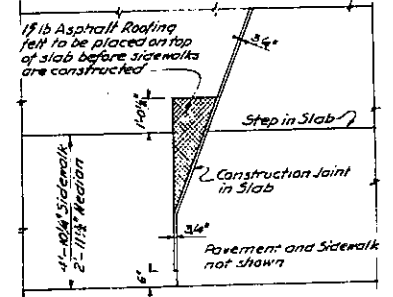 15 lb Asphalt Roofing
felt to be placed on top
of slab before sidewalks
are constructed
3/4"
1'-0 1/2"
Step in Slab
Construction Joint
in Slab
4'-10 1/4" Sidewalk
2'-11 1/2" Median
3/4"
Pavement and Sidewalk
not shown
6"